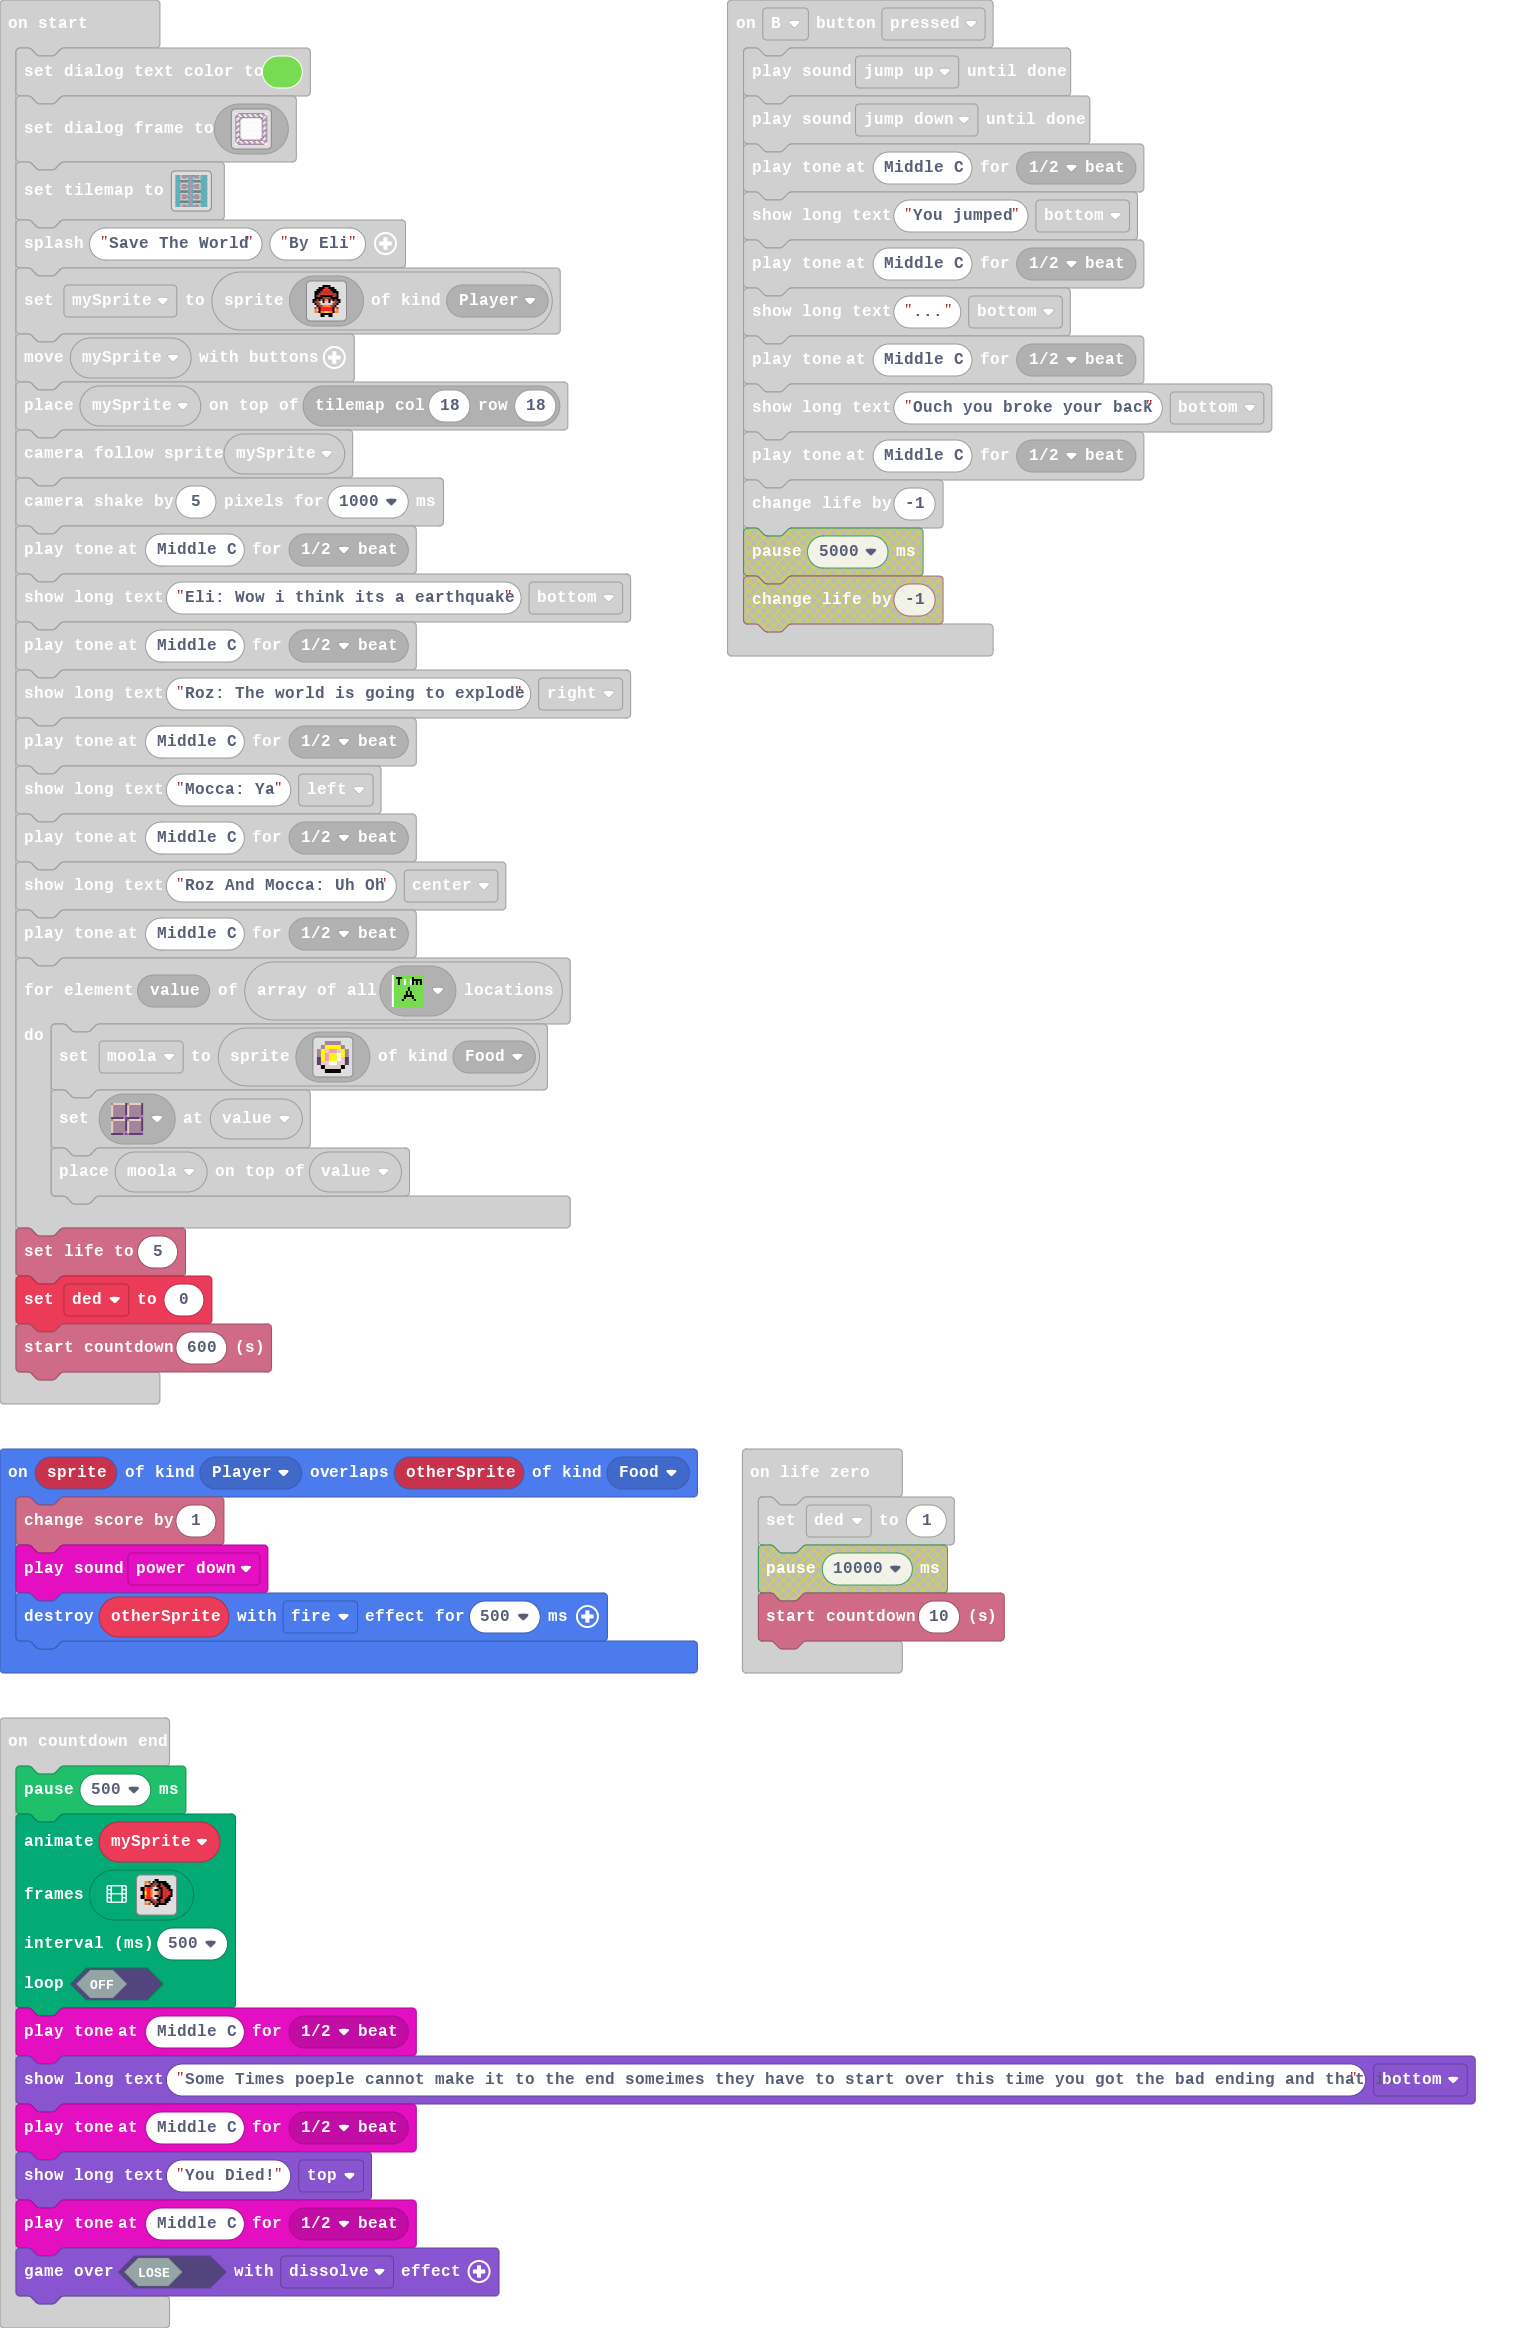 on start
set dialog text color to
set dialog frame to
set tilemap to
splash "Save The World" "By Eli"
set mySprite to sprite of kind Player
move mySprite with buttons
place mySprite on top of tilemap col 18 row 18
camera follow sprite mySprite
camera shake by 5 pixels for 1000 ms
play tone at Middle C for 1/2 beat
show long text "Eli: Wow i think its a earthquake" bottom
play tone at Middle C for 1/2 beat
show long text "Roz: The world is going to explode" right
play tone at Middle C for 1/2 beat
show long text "Mocca: Ya" left
play tone at Middle C for 1/2 beat
show long text "Roz And Mocca: Uh Oh" center
play tone at Middle C for 1/2 beat
for element value of array of all locations
do
set moola to sprite of kind Food
set at value
place moola on top of value
set life to 5
set ded to 0
start countdown 600 (s)
on B button pressed
play sound jump up until done
play sound jump down until done
play tone at Middle C for 1/2 beat
show long text "You jumped" bottom
play tone at Middle C for 1/2 beat
show long text "..." bottom
play tone at Middle C for 1/2 beat
show long text "Ouch you broke your back" bottom
play tone at Middle C for 1/2 beat
change life by -1
pause 5000 ms
change life by -1
on sprite of kind Player overlaps otherSprite of kind Food
change score by 1
play sound power down
destroy otherSprite with fire effect for 500 ms
on life zero
set ded to 1
pause 10000 ms
start countdown 10 (s)
on countdown end
pause 500 ms
animate mySprite
frames
interval (ms) 500
loop OFF
play tone at Middle C for 1/2 beat
show long text "Some Times poeple cannot make it to the end someimes they have to start over this time you got the bad ending and that" bottom
play tone at Middle C for 1/2 beat
show long text "You Died!" top
play tone at Middle C for 1/2 beat
game over LOSE with dissolve effect